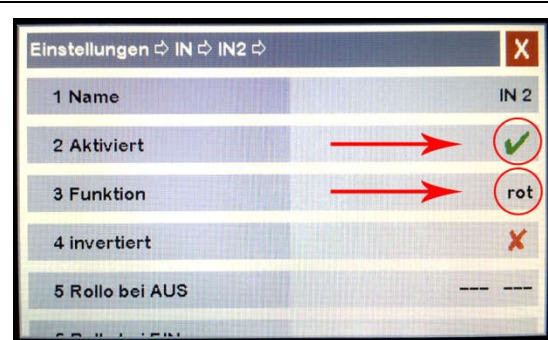 Einstellungen ⇨ IN ⇨ IN2 ⇨ X
1 Name IN 2
2 Aktiviert ✔
3 Funktion rot
4 invertiert ✘
5 Rollo bei AUS --- ---